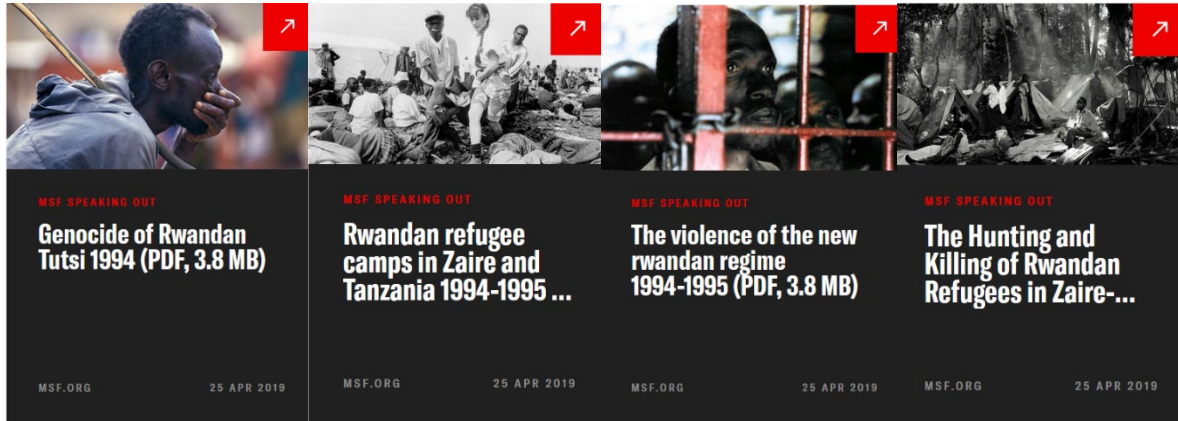 MSF SPEAKING OUT
Genocide of Rwandan
Tutsi 1994 (PDF, 3.8 MB)
MSF.ORG 25 APR 2019
MSF SPEAKING OUT
Rwandan refugee
camps in Zaire and
Tanzania 1994-1995 ...
MSF.ORG 25 APR 2019
MSF SPEAKING OUT
The violence of the new
rwandan regime
1994-1995 (PDF, 3.8 MB)
MSF.ORG 25 APR 2019
MSF SPEAKING OUT
The Hunting and
Killing of Rwandan
Refugees in Zaire-...
MSF.ORG 25 APR 2019